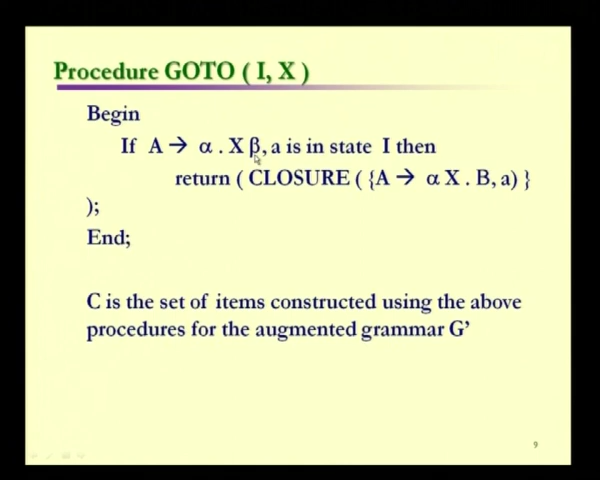 Procedure GOTO ( I, X )
Begin
If A → α . X β, a is in state I then
return ( CLOSURE ( {A → α X . B, a) }
);
End;
C is the set of items constructed using the above
procedures for the augmented grammar G’
9